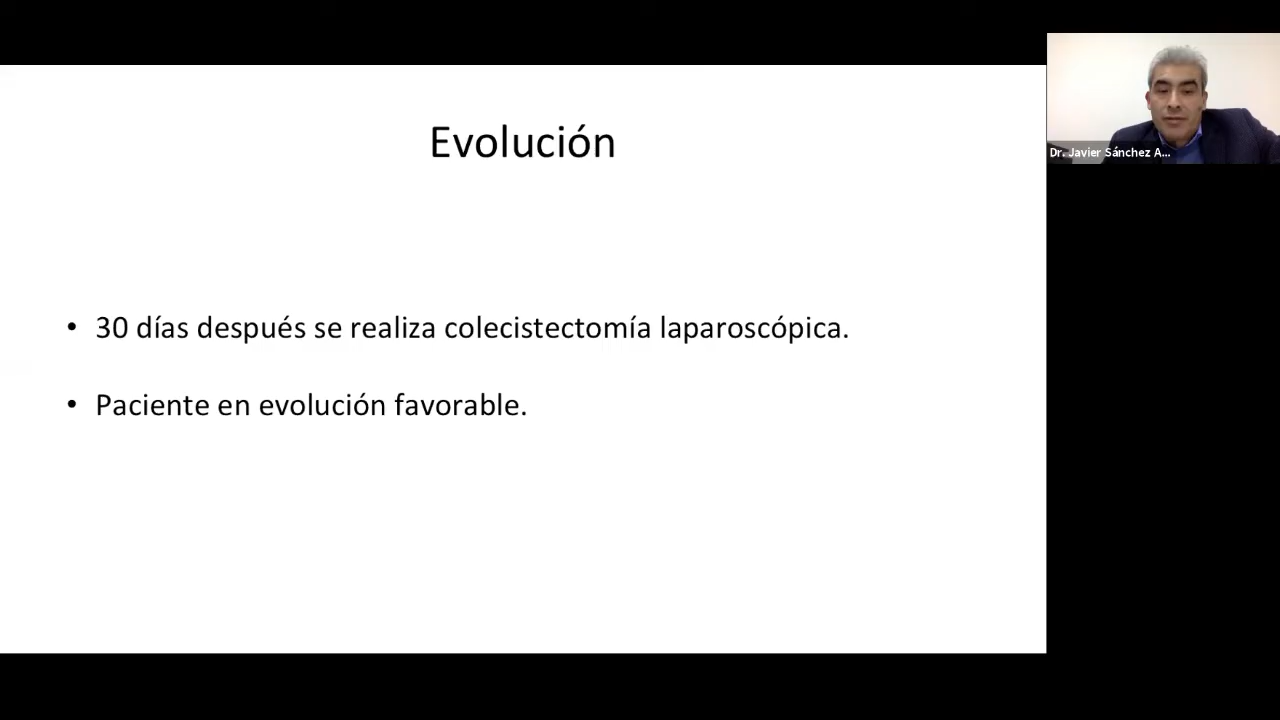 Evolución
Dr. Javier Sánchez A...
• 30 días después se realiza colecistectomía laparoscópica.
• Paciente en evolución favorable.